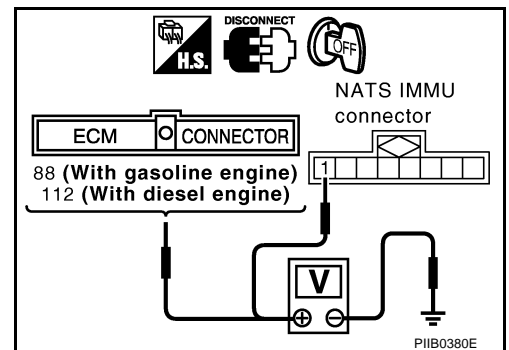 DISCONNECT
H.S.
OFF
NATS IMMU
connector
ECM CONNECTOR
1
88 (With gasoline engine)
112 (With diesel engine)
V
+ −
PIIB0380E